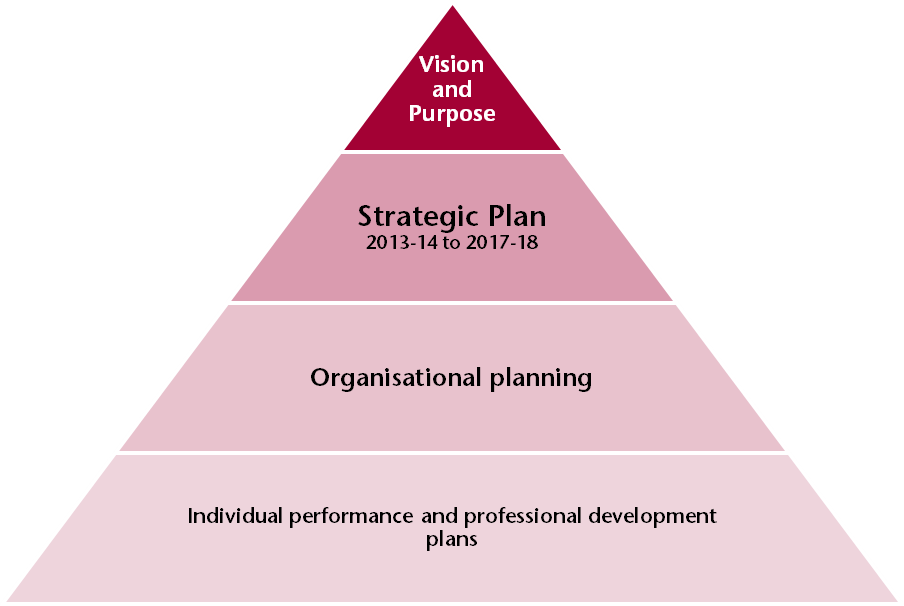 Vision
and
Purpose
Strategic Plan
2013-14 to 2017-18
Organisational planning
Individual performance and professional development
plans